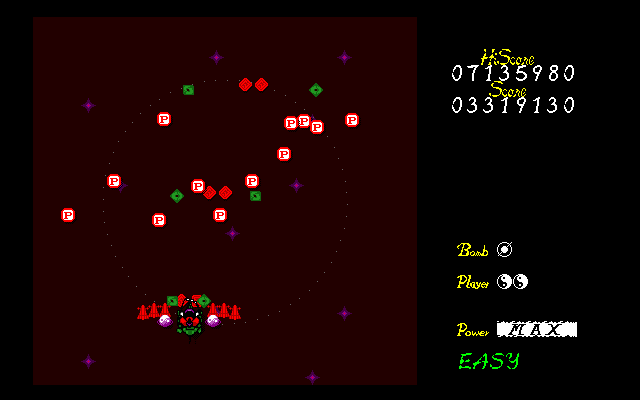 HiScore
07135980
Score
03319130
P
P P P P
P
P P P
P P P
Bomb
Player
Power MAX
EASY